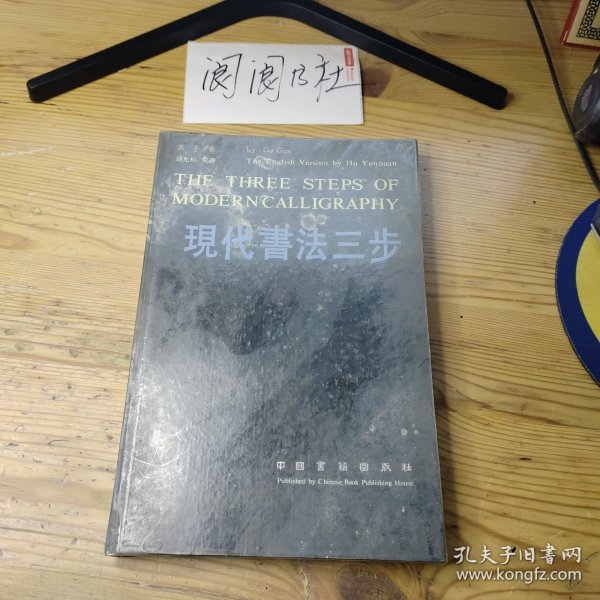 阅阅乃社
古干 著 by Gu Gan
胡允桓 英译 The English Version by Hu Yunhuan
THE THREE STEPS OF
MODERN CALLIGRAPHY
現代書法三步
中國書籍出版社
Published by Chinese Book Publishing House
孔夫子旧书网
www.kongfz.com